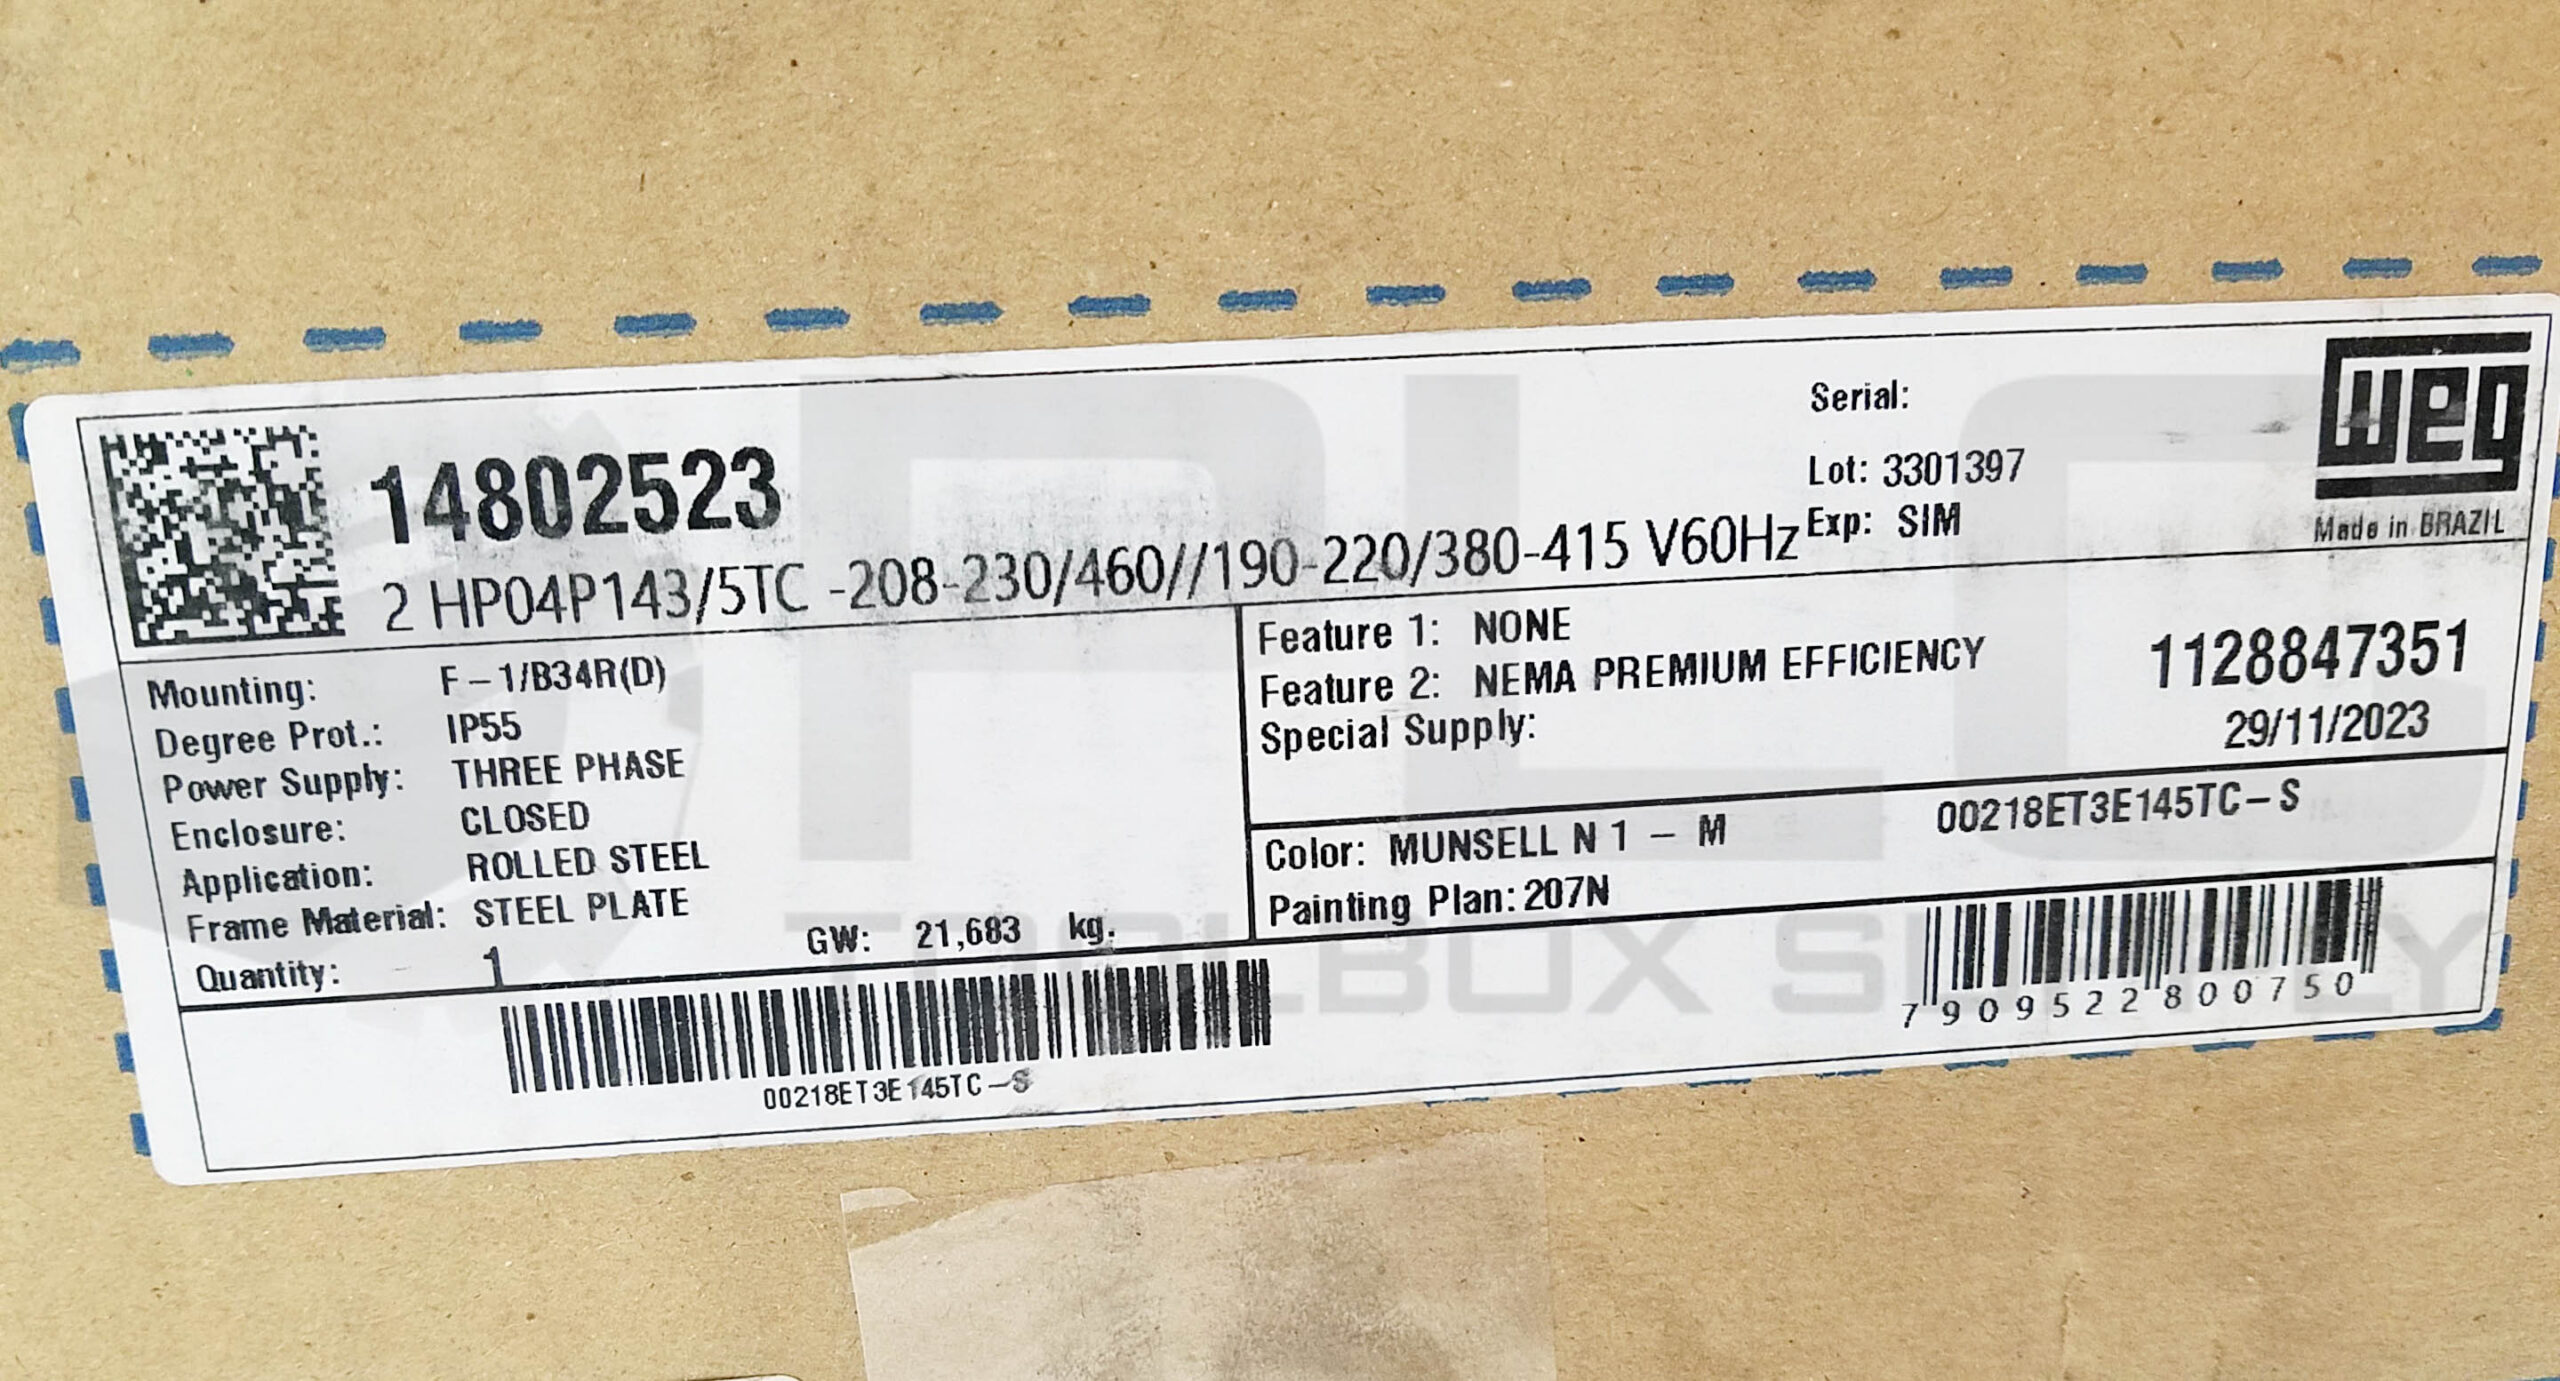 weg
Made in BRAZIL
Serial:
Lot: 3301397
Exp: SIM
14802523
2 HP04P143/5TC -208-230/460//190-220/380-415 V60Hz
Mounting: F-1/B34R(D)
Degree Prot.: IP55
Power Supply: THREE PHASE
Enclosure: CLOSED
Application: ROLLED STEEL
Frame Material: STEEL PLATE
Quantity: 1
GW: 21,683 kg.
Feature 1: NONE
Feature 2: NEMA PREMIUM EFFICIENCY
Special Supply:
1128847351
29/11/2023
Color: MUNSELL N 1 - M
00218ET3E145TC-S
Painting Plan: 207N
00218ET3E145TC-S
7909522800750
PLC
TOOLBOX SUPPLY